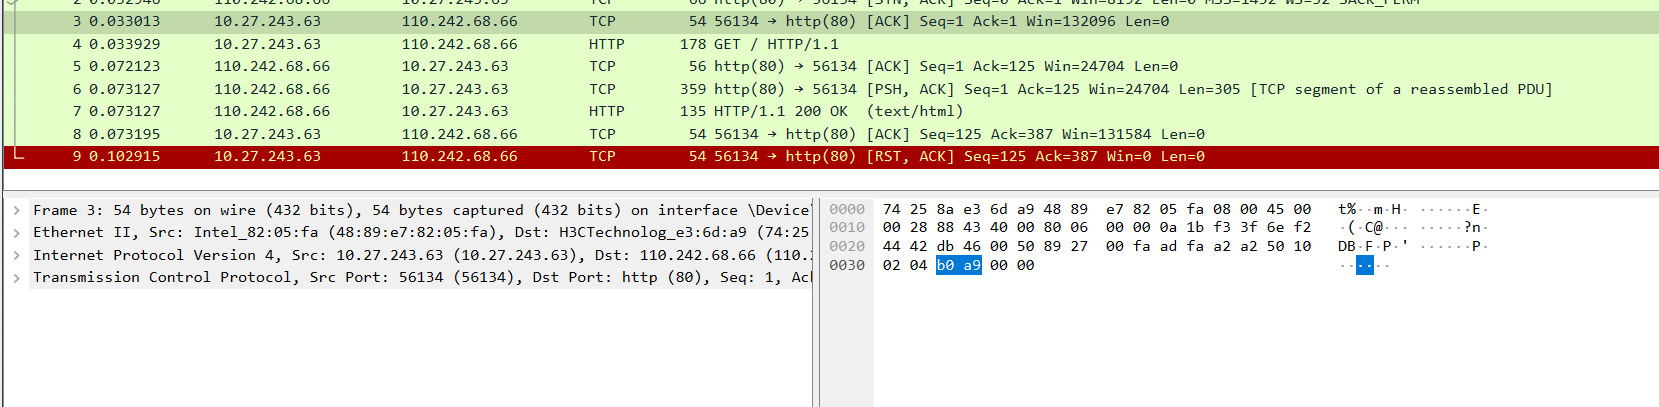 2 0.032946 110.242.68.66 10.27.243.63 TCP 66 http(80) → 56134 [SYN, ACK] Seq=0 Ack=1 Win=8192 Len=0 MSS=1452 WS=32 SACK_PERM
3 0.033013 10.27.243.63 110.242.68.66 TCP 54 56134 → http(80) [ACK] Seq=1 Ack=1 Win=132096 Len=0
4 0.033929 10.27.243.63 110.242.68.66 HTTP 178 GET / HTTP/1.1
5 0.072123 110.242.68.66 10.27.243.63 TCP 56 http(80) → 56134 [ACK] Seq=1 Ack=125 Win=24704 Len=0
6 0.073127 110.242.68.66 10.27.243.63 TCP 359 http(80) → 56134 [PSH, ACK] Seq=1 Ack=125 Win=24704 Len=305 [TCP segment of a reassembled PDU]
7 0.073127 110.242.68.66 10.27.243.63 HTTP 135 HTTP/1.1 200 OK (text/html)
8 0.073195 10.27.243.63 110.242.68.66 TCP 54 56134 → http(80) [ACK] Seq=125 Ack=387 Win=131584 Len=0
9 0.102915 10.27.243.63 110.242.68.66 TCP 54 56134 → http(80) [RST, ACK] Seq=125 Ack=387 Win=0 Len=0
Frame 3: 54 bytes on wire (432 bits), 54 bytes captured (432 bits) on interface \Device
Ethernet II, Src: Intel_82:05:fa (48:89:e7:82:05:fa), Dst: H3CTechnolog_e3:6d:a9 (74:25
Internet Protocol Version 4, Src: 10.27.243.63 (10.27.243.63), Dst: 110.242.68.66 (110.
Transmission Control Protocol, Src Port: 56134 (56134), Dst Port: http (80), Seq: 1, Ac
0000 74 25 8a e3 6d a9 48 89 e7 82 05 fa 08 00 45 00 t%··m·H· ······E·
0010 00 28 88 43 40 00 80 06 00 00 0a 1b f3 3f 6e f2 ·(·C@··· ·····?n·
0020 44 42 db 46 00 50 89 27 00 fa ad fa a2 a2 50 10 DB·F·P·' ······P·
0030 02 04 b0 a9 00 00 ······